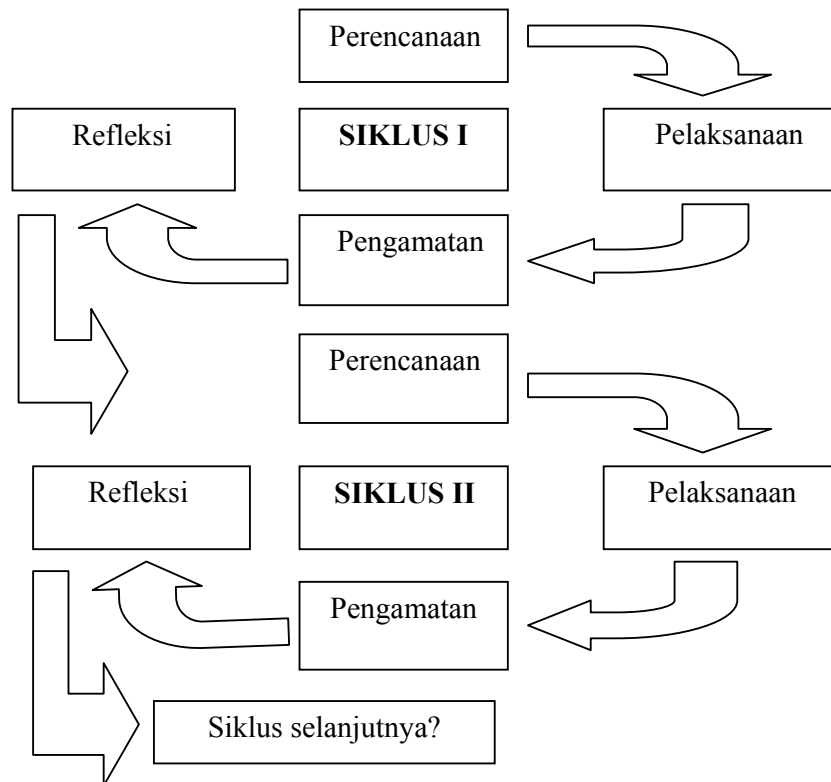 Perencanaan
Refleksi
SIKLUS I
Pelaksanaan
Pengamatan
Perencanaan
Refleksi
SIKLUS II
Pelaksanaan
Pengamatan
Siklus selanjutnya?